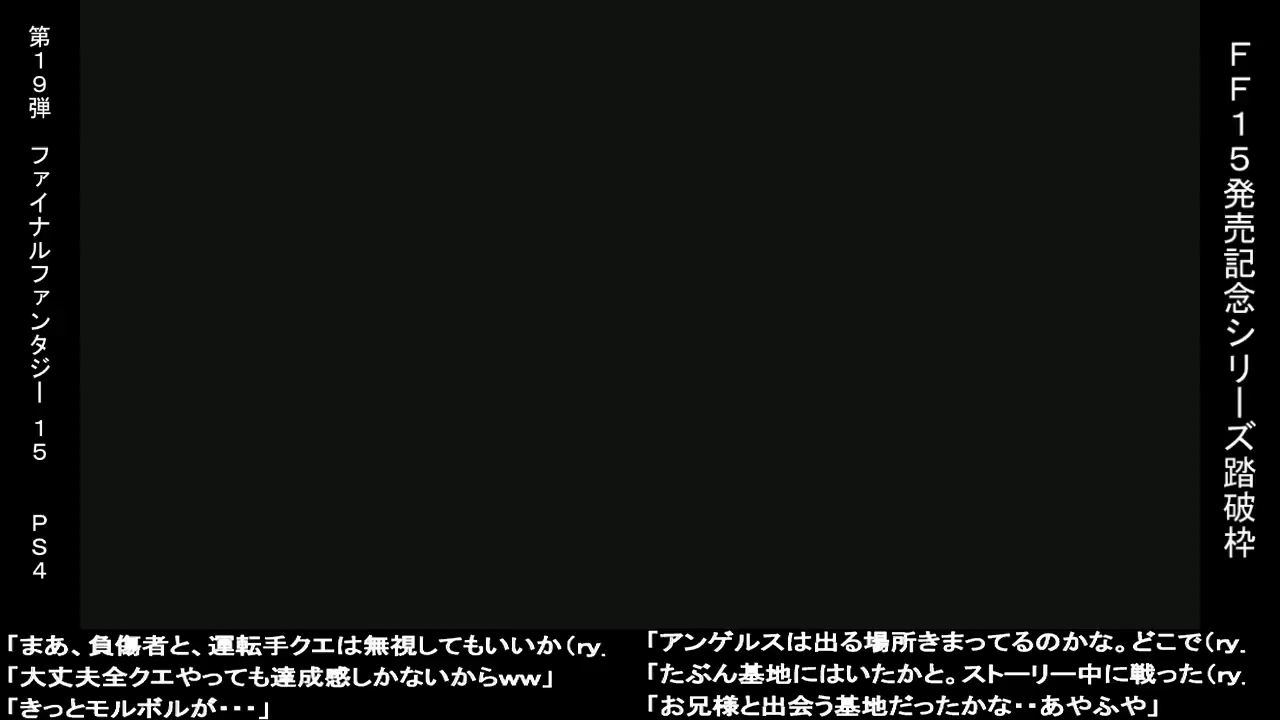 第１９弾　ファイナルファンタジー　１５　　ＰＳ４
ＦＦ１５発売記念シリーズ踏破枠
「まあ、負傷者と、運転手クエは無視してもいいか（ry.
「大丈夫全クエやっても達成感しかないからｗｗ」
「きっとモルボルが・・・」
「アンゲルスは出る場所きまってるのかな。どこで（ry.
「たぶん基地にはいたかと。ストーリー中に戦った（ry.
「お兄様と出会う基地だったかな・・あやふや」